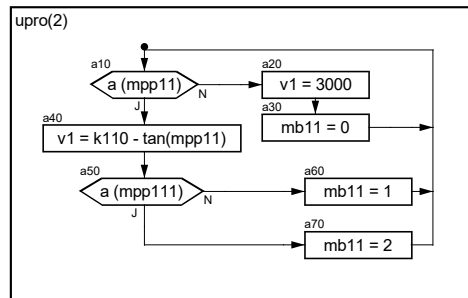 upro(2)
a10
a (mpp11)
N
J
a20
v1 = 3000
a30
mb11 = 0
a40
v1 = k110 - tan(mpp11)
a50
a (mpp111)
N
J
a60
mb11 = 1
a70
mb11 = 2